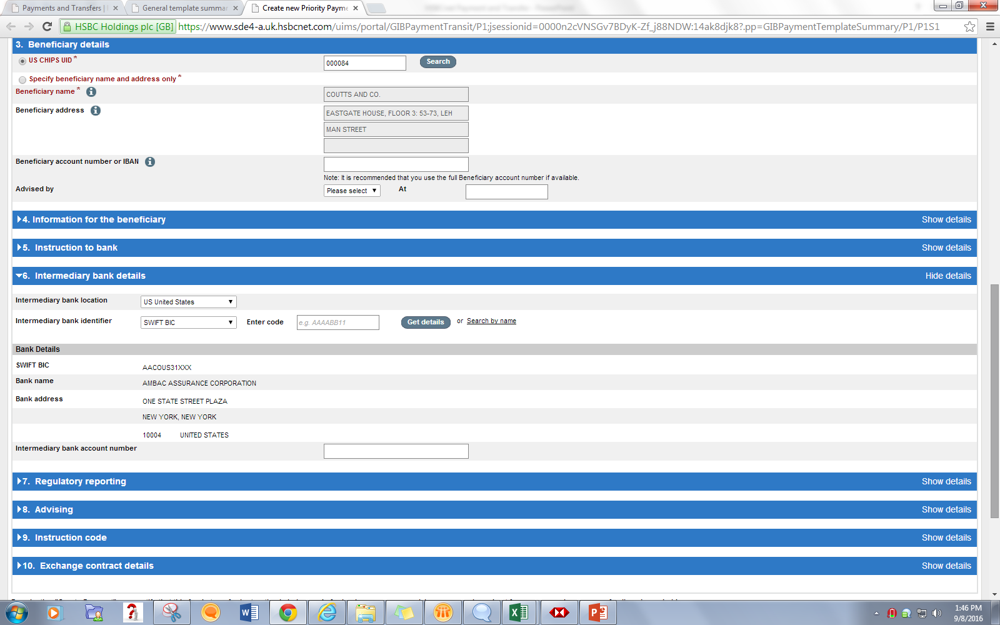 Payments and Transfers |
General template summar
Create new Priority Payme
HSBC Holdings plc [GB] https://www.sde4-a.uk.hsbcnet.com/uims/portal/GIBPaymentTransit/P1;jsessionid=0000n2cVNSGv7BDyK-Zf_j88NDW:14ak8djk8?.pp=GIBPaymentTemplateSummary/P1/P1S1
3. Beneficiary details
US CHIPS UID * 000084 Search
Specify beneficiary name and address only *
Beneficiary name * COUTTS AND CO.
Beneficiary address EASTGATE HOUSE, FLOOR 3: 53-73, LEH
MAN STREET
Beneficiary account number or IBAN
Note: It is recommended that you use the full Beneficiary account number if available.
Advised by Please select At
4. Information for the beneficiary Show details
5. Instruction to bank Show details
6. Intermediary bank details Hide details
Intermediary bank location US United States
Intermediary bank identifier SWIFT BIC Enter code e.g. AAAABB11 Get details or Search by name
Bank Details
SWIFT BIC AACOUS31XXX
Bank name AMBAC ASSURANCE CORPORATION
Bank address ONE STATE STREET PLAZA
NEW YORK, NEW YORK
10004 UNITED STATES
Intermediary bank account number
7. Regulatory reporting Show details
8. Advising Show details
9. Instruction code Show details
10. Exchange contract details Show details
1:46 PM
9/8/2016